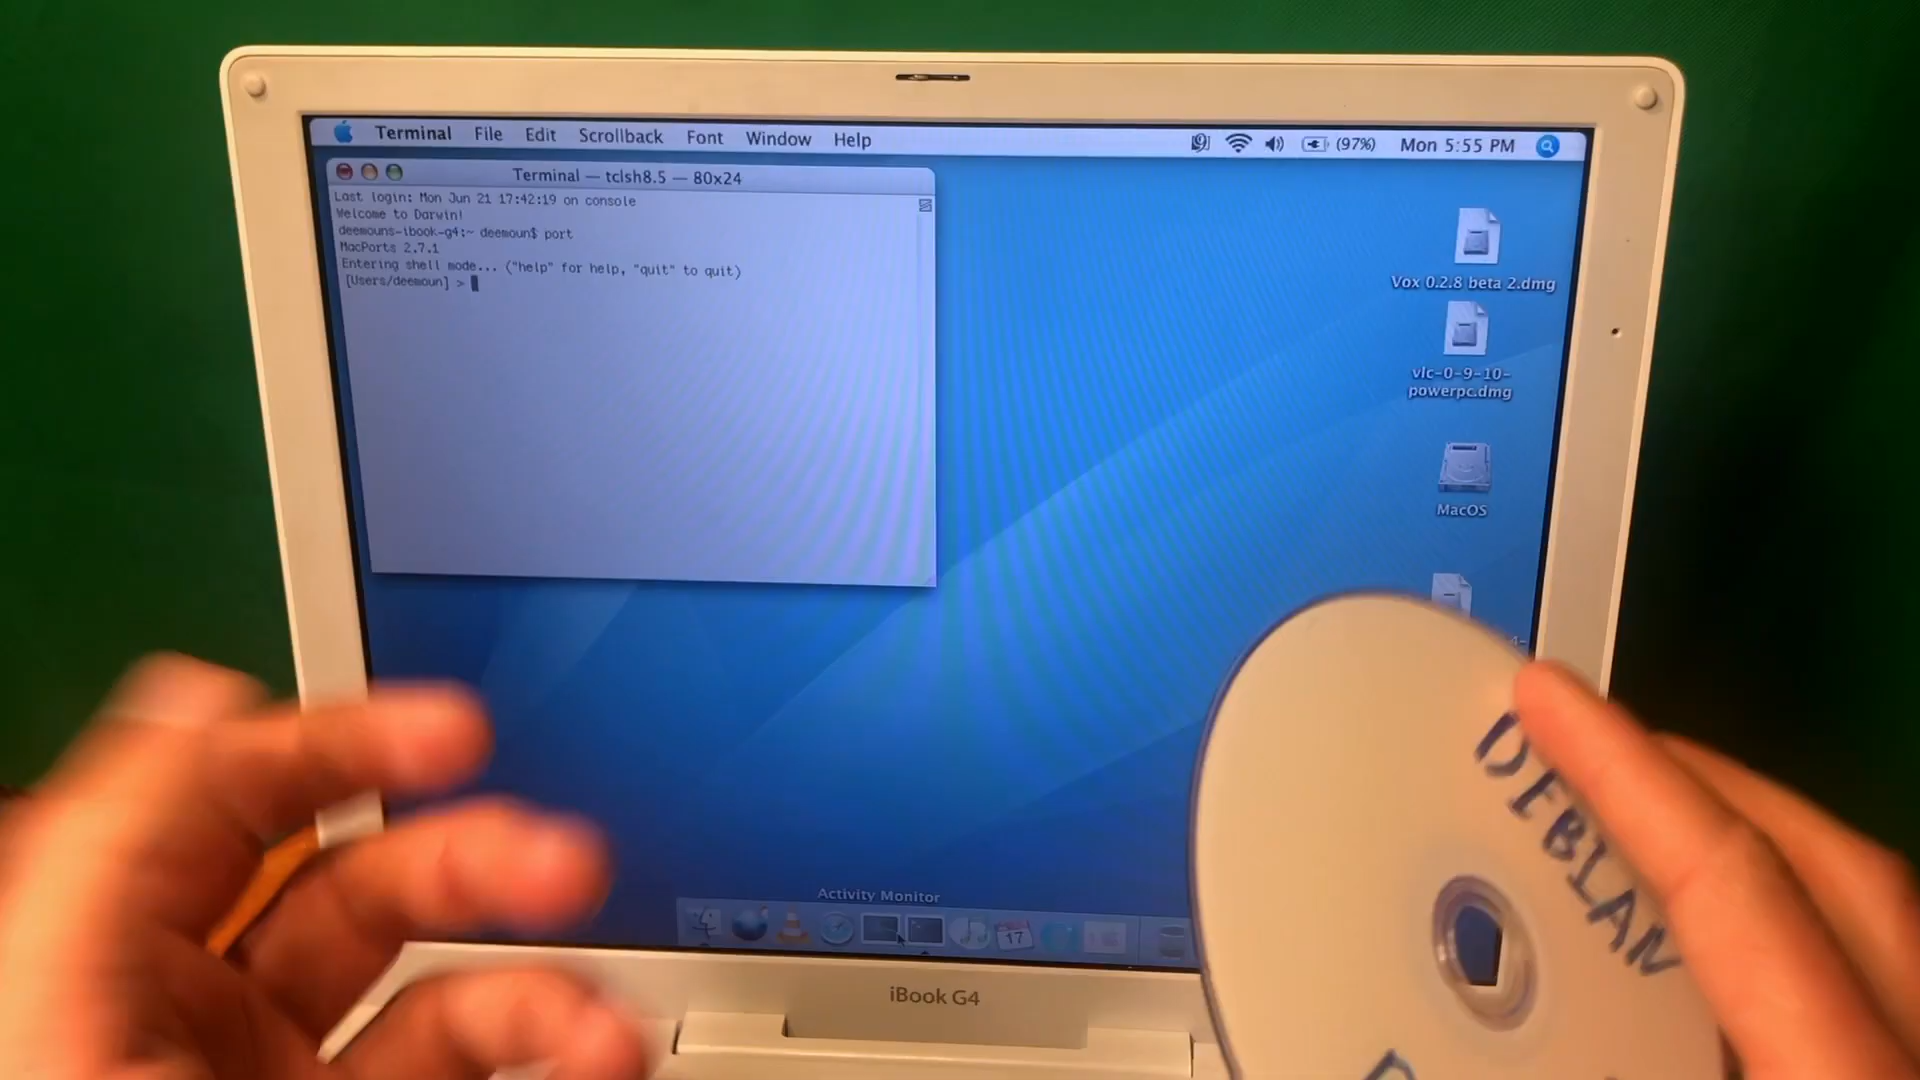 Terminal File Edit Scrollback Font Window Help (97%) Mon 5:55 PM
Terminal — tclsh8.5 — 80x24
Last login: Mon Jun 21 17:42:19 on console
Welcome to Darwin!
deemouns-ibook-g4:~ deemoun$ port
MacPorts 2.7.1
Entering shell mode... ("help" for help, "quit" to quit)
[Users/deemoun] >
Vox 0.2.8 beta 2.dmg
vlc-0-9-10-
powerpc.dmg
MacOS
Activity Monitor
17
iBook G4
DEBIAN